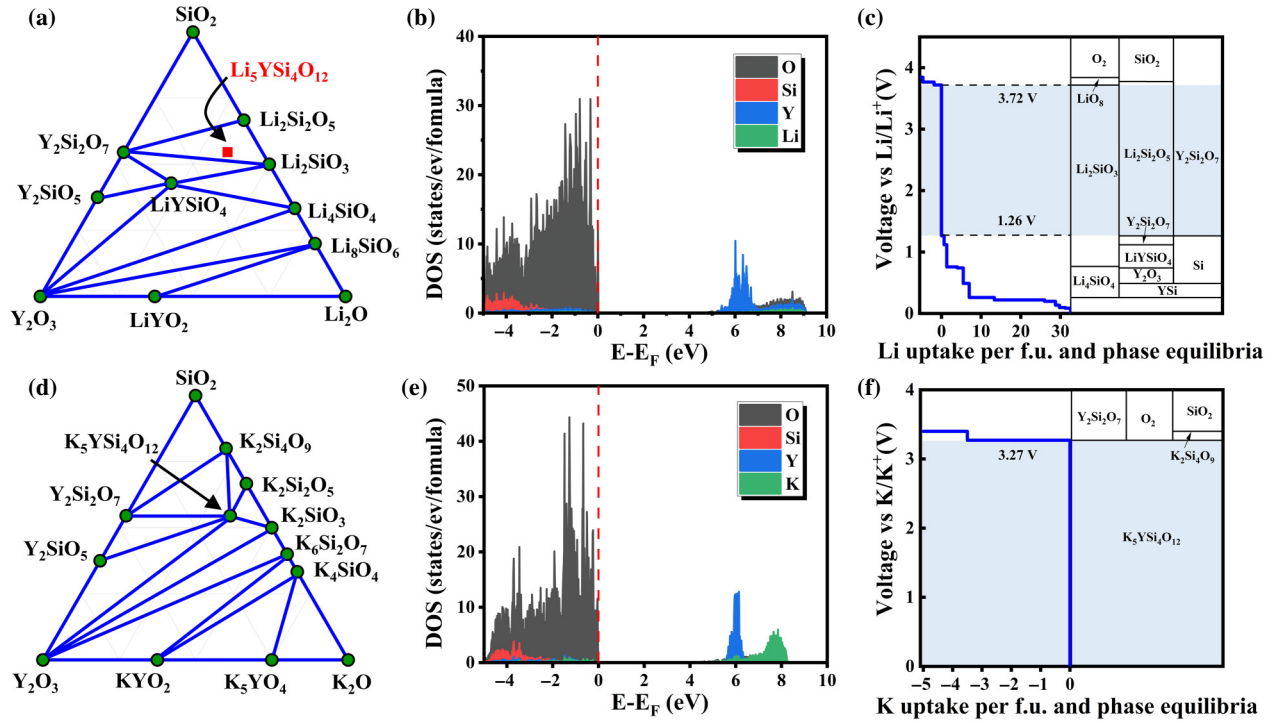 (a)
SiO₂
Li₅YSi₄O₁₂
Li₂Si₂O₅
Y₂Si₂O₇
Li₂SiO₃
Y₂SiO₅
LiYSiO₄
Li₄SiO₄
Li₈SiO₆
Y₂O₃
LiYO₂
Li₂O
(b)
DOS (states/ev/fomula)
40
30
20
10
0
−4
−2
0
2
4
6
8
10
E-E_F (eV)
O
Si
Y
Li
(c)
Voltage vs Li/Li⁺(V)
4
3
2
1
0
0
10
20
30
Li uptake per f.u. and phase equilibria
3.72 V
1.26 V
O₂
SiO₂
LiO₈
Li₂SiO₃
Li₂Si₂O₅
Y₂Si₂O₇
Y₂Si₂O₇
LiYSiO₄
Li₄SiO₄
Y₂O₃
Si
YSi
(d)
SiO₂
K₅YSi₄O₁₂
K₂Si₄O₉
K₂Si₂O₅
Y₂Si₂O₇
K₂SiO₃
K₆Si₂O₇
Y₂SiO₅
K₄SiO₄
Y₂O₃
KYO₂
K₅YO₄
K₂O
(e)
DOS (states/ev/fomula)
50
40
30
20
10
0
−4
−2
0
2
4
6
8
10
E-E_F (eV)
O
Si
Y
K
(f)
Voltage vs K/K⁺(V)
4
3
2
1
0
−5
−4
−3
−2
−1
0
K uptake per f.u. and phase equilibria
3.27 V
Y₂Si₂O₇
O₂
SiO₂
K₂Si₄O₉
K₅YSi₄O₁₂